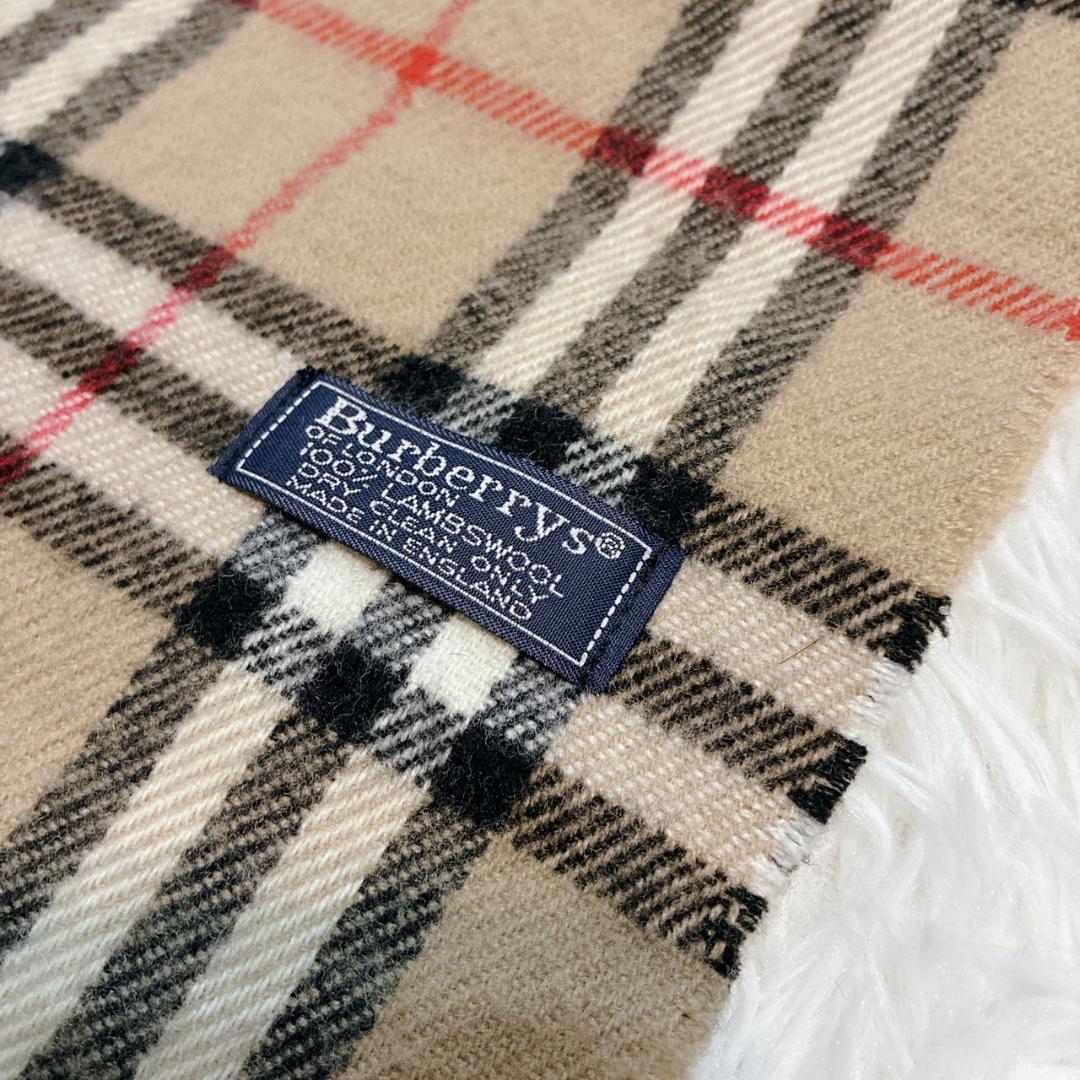 Burberrys®
OF LONDON
100% LAMBSWOOL
DRY CLEAN ONLY
MADE IN ENGLAND